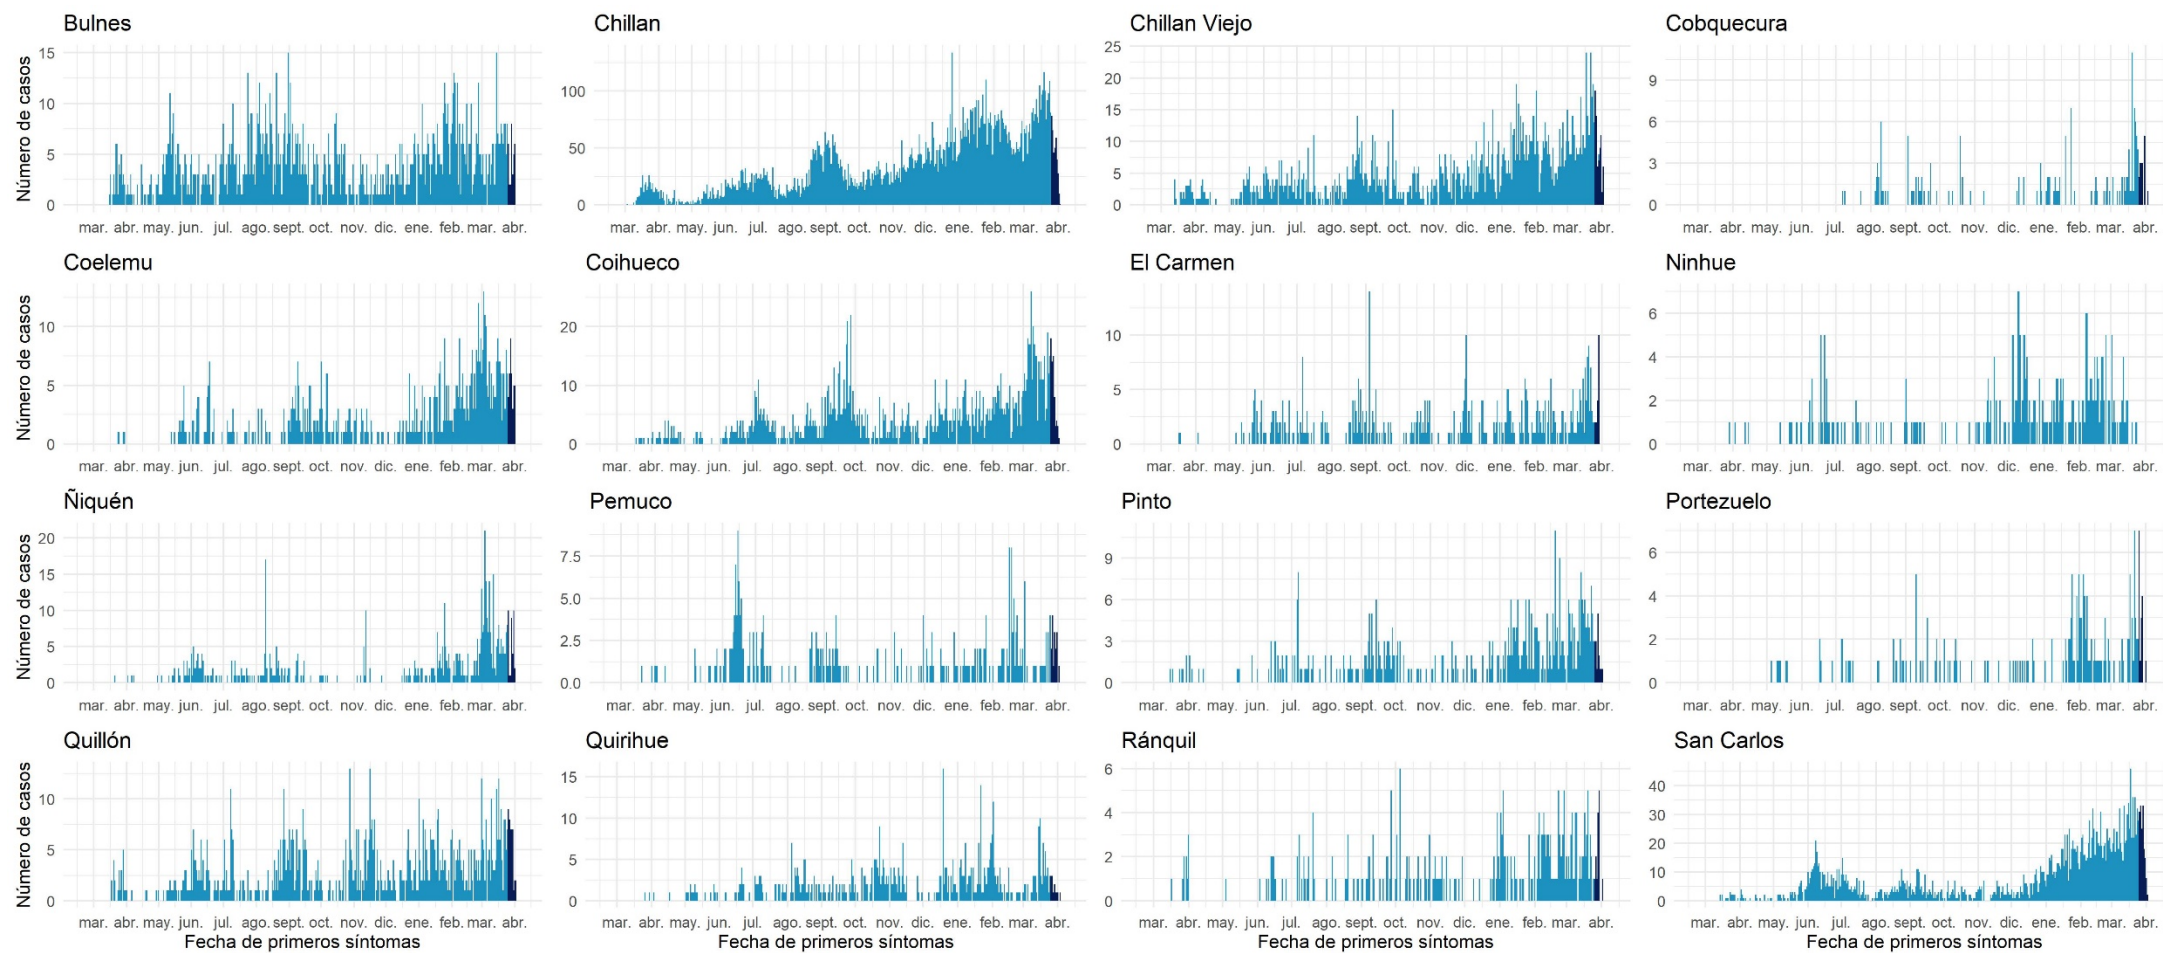 Bulnes
Chillan
Chillan Viejo
Cobquecura
Número de casos
15
10
5
0
100
50
0
25
20
15
10
5
0
9
6
3
0
mar. abr. may. jun. jul. ago. sept. oct. nov. dic. ene. feb. mar. abr.
mar. abr. may. jun. jul. ago. sept. oct. nov. dic. ene. feb. mar. abr.
mar. abr. may. jun. jul. ago. sept. oct. nov. dic. ene. feb. mar. abr.
mar. abr. may. jun. jul. ago. sept. oct. nov. dic. ene. feb. mar. abr.
Coelemu
Coihueco
El Carmen
Ninhue
Número de casos
10
5
0
20
10
0
10
5
0
6
4
2
0
mar. abr. may. jun. jul. ago. sept. oct. nov. dic. ene. feb. mar. abr.
mar. abr. may. jun. jul. ago. sept. oct. nov. dic. ene. feb. mar. abr.
mar. abr. may. jun. jul. ago. sept. oct. nov. dic. ene. feb. mar. abr.
mar. abr. may. jun. jul. ago. sept. oct. nov. dic. ene. feb. mar. abr.
Ñiquén
Pemuco
Pinto
Portezuelo
Número de casos
20
15
10
5
0
7.5
5.0
2.5
0.0
9
6
3
0
6
4
2
0
mar. abr. may. jun. jul. ago. sept. oct. nov. dic. ene. feb. mar. abr.
mar. abr. may. jun. jul. ago. sept. oct. nov. dic. ene. feb. mar. abr.
mar. abr. may. jun. jul. ago. sept. oct. nov. dic. ene. feb. mar. abr.
mar. abr. may. jun. jul. ago. sept. oct. nov. dic. ene. feb. mar. abr.
Quillón
Quirihue
Ránquil
San Carlos
Número de casos
10
5
0
15
10
5
0
6
4
2
0
40
30
20
10
0
mar. abr. may. jun. jul. ago. sept. oct. nov. dic. ene. feb. mar. abr.
mar. abr. may. jun. jul. ago. sept. oct. nov. dic. ene. feb. mar. abr.
mar. abr. may. jun. jul. ago. sept. oct. nov. dic. ene. feb. mar. abr.
mar. abr. may. jun. jul. ago. sept. oct. nov. dic. ene. feb. mar. abr.
Fecha de primeros síntomas
Fecha de primeros síntomas
Fecha de primeros síntomas
Fecha de primeros síntomas